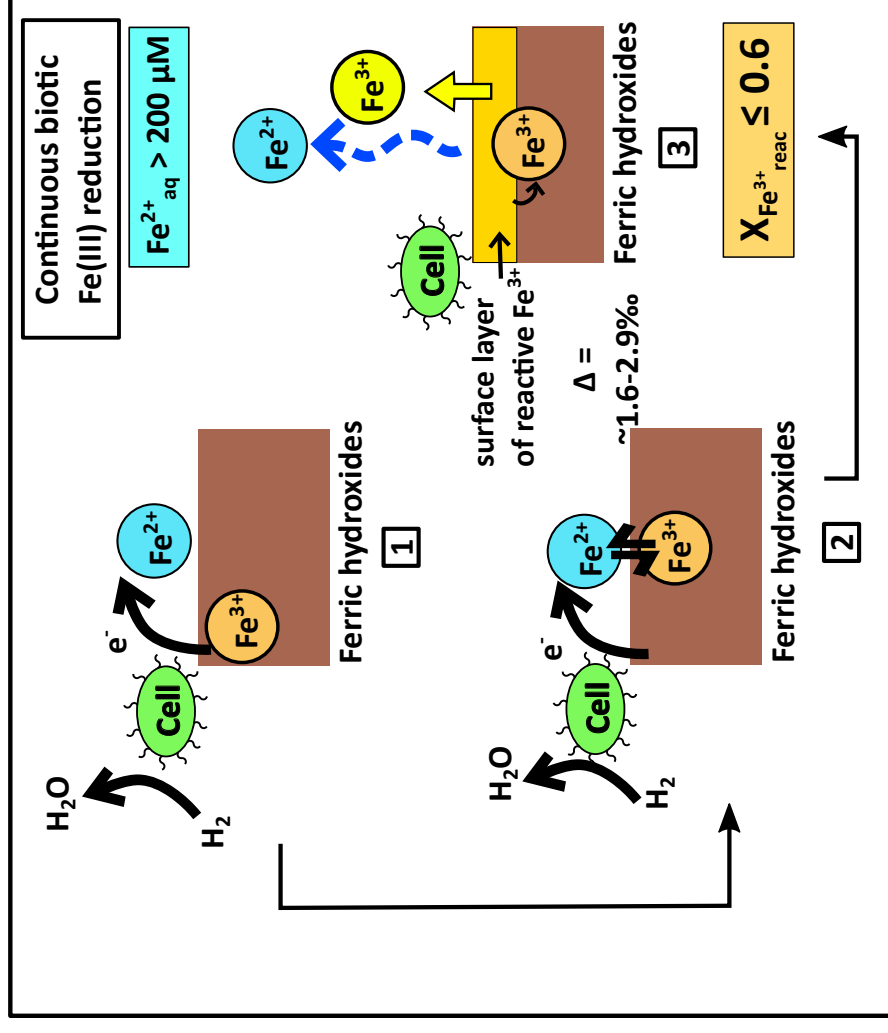 Continuous biotic
Fe(III) reduction
Fe²⁺aq > 200 µM
H₂O
H₂
Cell
e⁻
Fe²⁺
Fe³⁺
Ferric hydroxides
1
H₂O
H₂
Cell
e⁻
Fe²⁺
Fe³⁺
Ferric hydroxides
2
Cell
Fe²⁺
Fe³⁺
Fe³⁺
surface layer
of reactive Fe³⁺
Δ =
~1.6-2.9‰
Ferric hydroxides
3
X Fe³⁺ reac ≤ 0.6